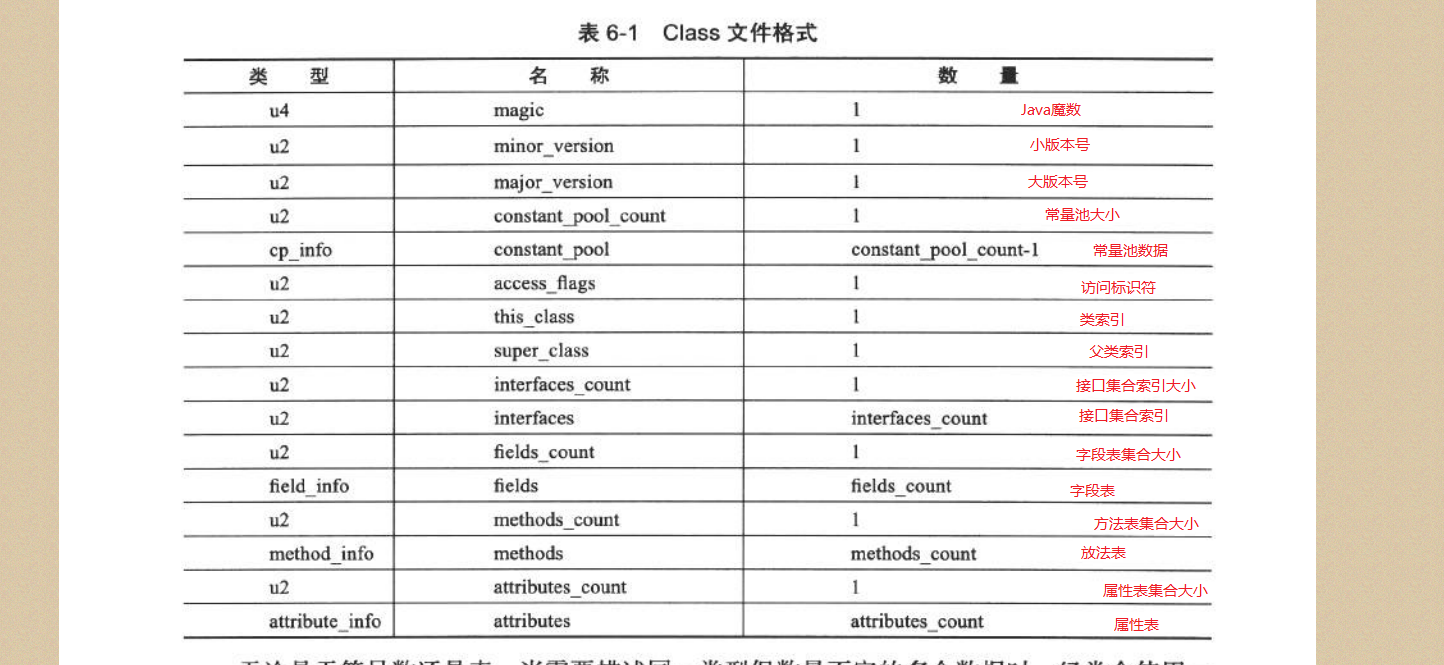 表 6-1 Class 文件格式
类 型 名 称 数 量
u4 magic 1 Java魔数
u2 minor_version 1 小版本号
u2 major_version 1 大版本号
u2 constant_pool_count 1 常量池大小
cp_info constant_pool constant_pool_count-1 常量池数据
u2 access_flags 1 访问标识符
u2 this_class 1 类索引
u2 super_class 1 父类索引
u2 interfaces_count 1 接口集合索引大小
u2 interfaces interfaces_count 接口集合索引
u2 fields_count 1 字段表集合大小
field_info fields fields_count 字段表
u2 methods_count 1 方法表集合大小
method_info methods methods_count 放法表
u2 attributes_count 1 属性表集合大小
attribute_info attributes attributes_count 属性表